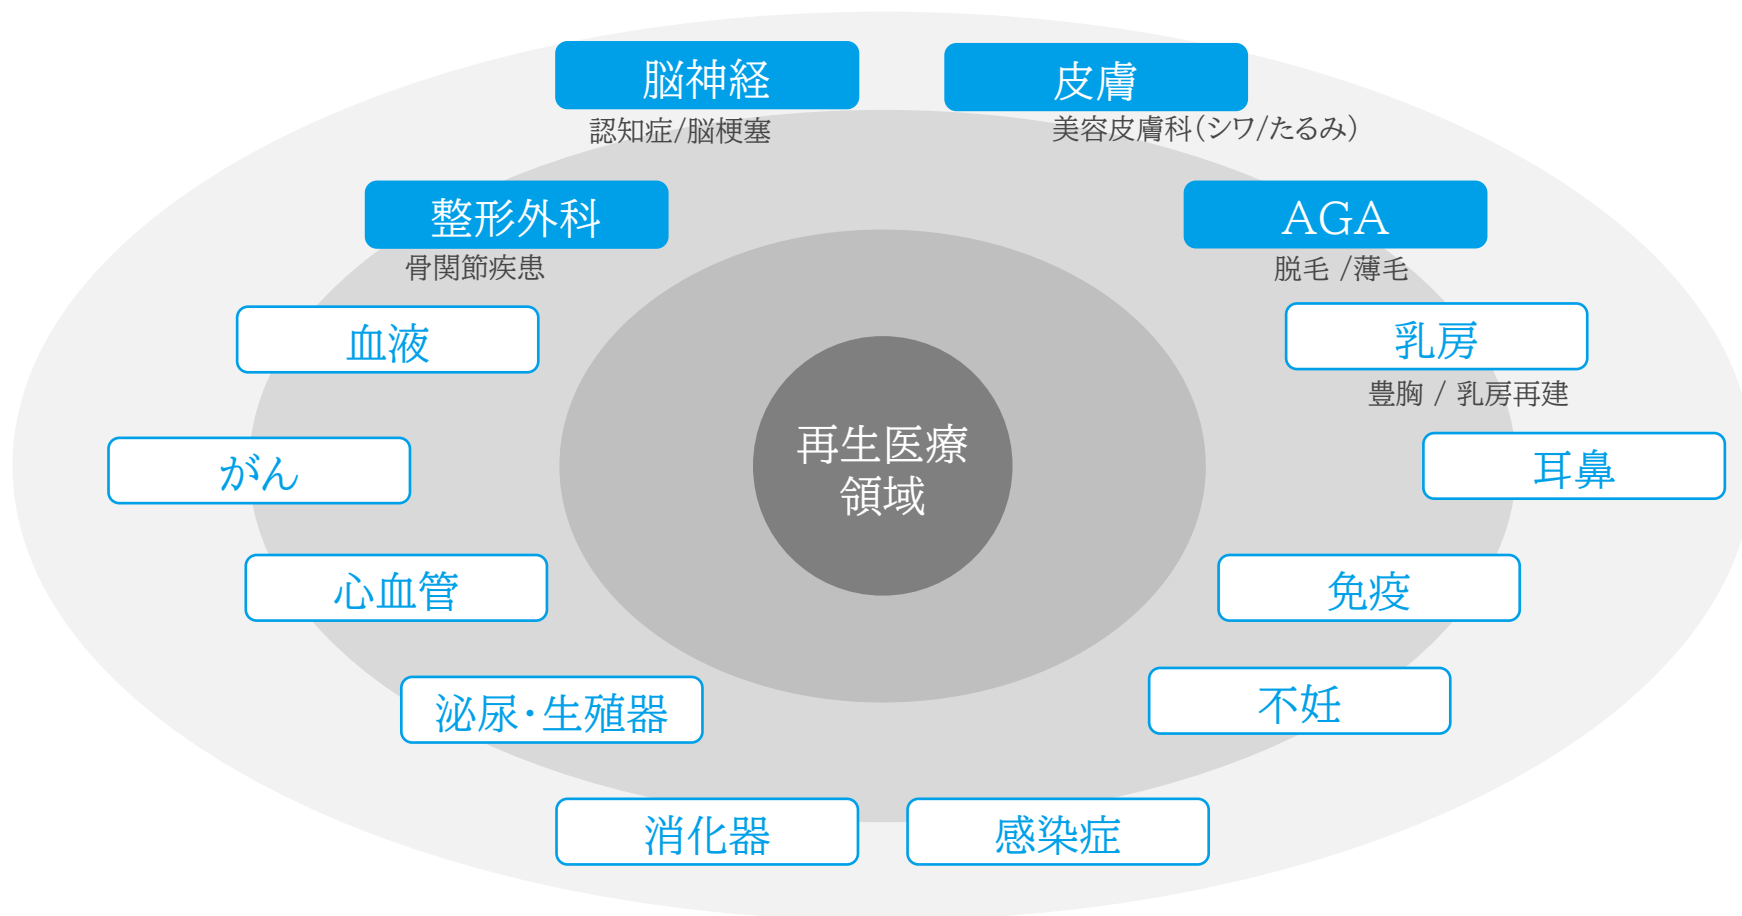 脳神経
認知症/脳梗塞
皮膚
美容皮膚科(シワ/たるみ)
整形外科
骨関節疾患
AGA
脱毛 /薄毛
血液
乳房
豊胸 / 乳房再建
再生医療
領域
がん
耳鼻
心血管
免疫
泌尿・生殖器
不妊
消化器
感染症